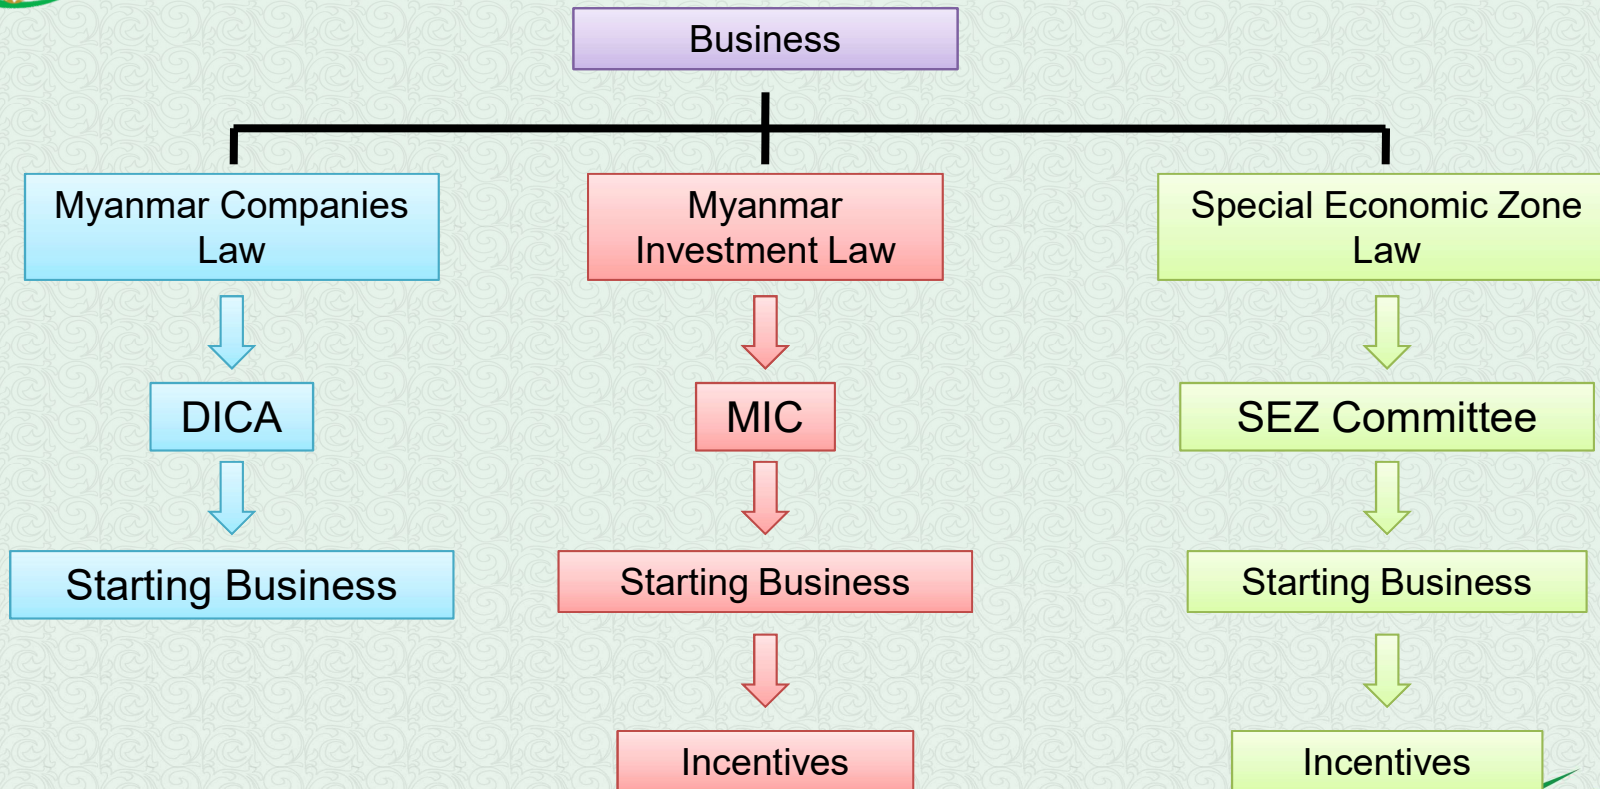 Business
Myanmar Companies
Law
Myanmar
Investment Law
Special Economic Zone
Law
DICA
MIC
SEZ Committee
Starting Business
Starting Business
Starting Business
Incentives
Incentives